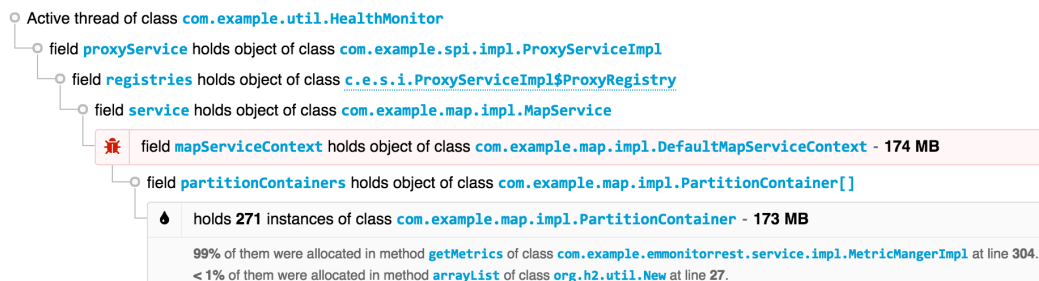 Active thread of class com.example.util.HealthMonitor
field proxyService holds object of class com.example.spi.impl.ProxyServiceImpl
field registries holds object of class c.e.s.i.ProxyServiceImpl$ProxyRegistry
field service holds object of class com.example.map.impl.MapService
field mapServiceContext holds object of class com.example.map.impl.DefaultMapServiceContext - 174 MB
field partitionContainers holds object of class com.example.map.impl.PartitionContainer[]
holds 271 instances of class com.example.map.impl.PartitionContainer - 173 MB
99% of them were allocated in method getMetrics of class com.example.emmonitorrest.service.impl.MetricMangerImpl at line 304.
< 1% of them were allocated in method arrayList of class org.h2.util.New at line 27.